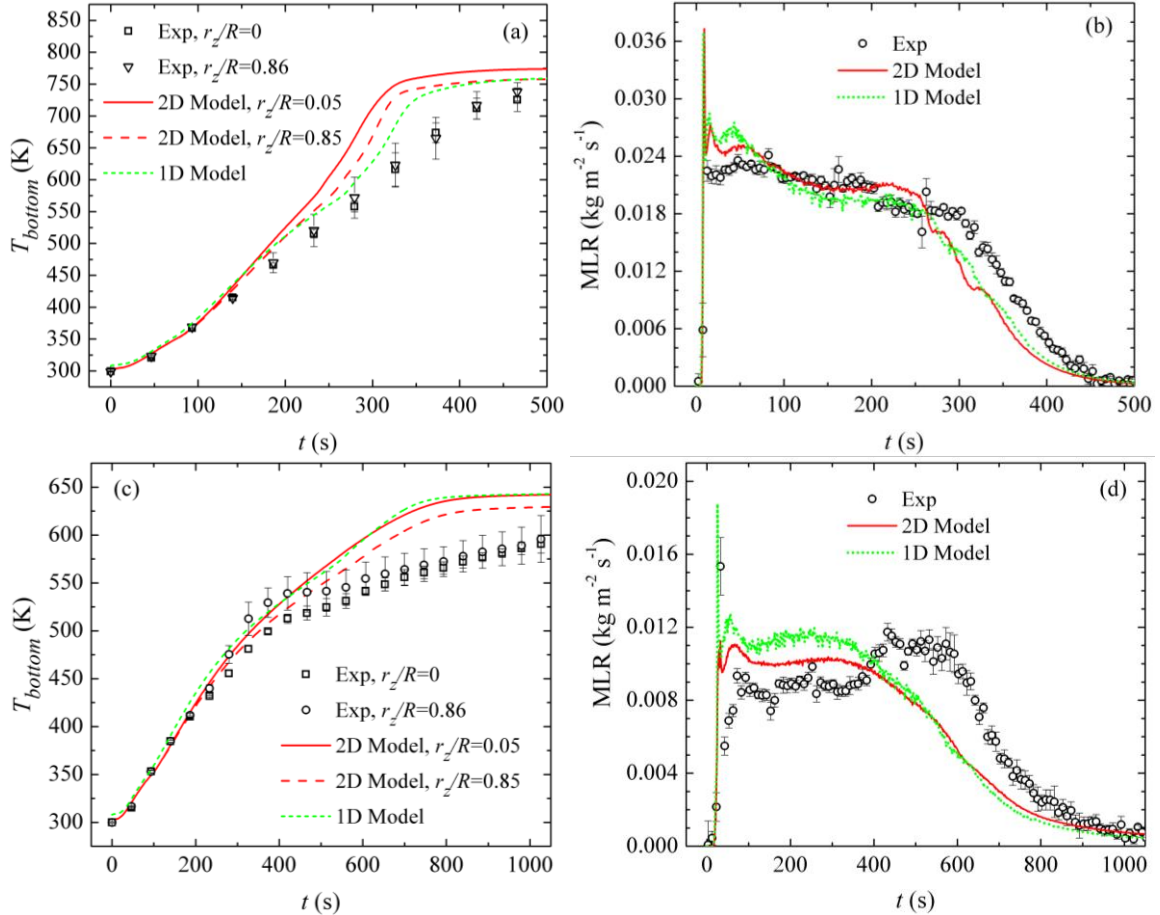 850
800
750
700
650
600
550
500
450
400
350
300
T_bottom (K)
(a)
Exp, r_z/R=0
Exp, r_z/R=0.86
2D Model, r_z/R=0.05
2D Model, r_z/R=0.85
1D Model
0 100 200 300 400 500
t (s)
0.036
0.030
0.024
0.018
0.012
0.006
0.000
MLR (kg m⁻² s⁻¹)
(b)
Exp
2D Model
1D Model
0 100 200 300 400 500
t (s)
650
600
550
500
450
400
350
300
T_bottom (K)
(c)
Exp, r_z/R=0
Exp, r_z/R=0.86
2D Model, r_z/R=0.05
2D Model, r_z/R=0.85
1D Model
0 200 400 600 800 1000
t (s)
0.020
0.016
0.012
0.008
0.004
0.000
MLR (kg m⁻² s⁻¹)
(d)
Exp
2D Model
1D Model
0 200 400 600 800 1000
t (s)